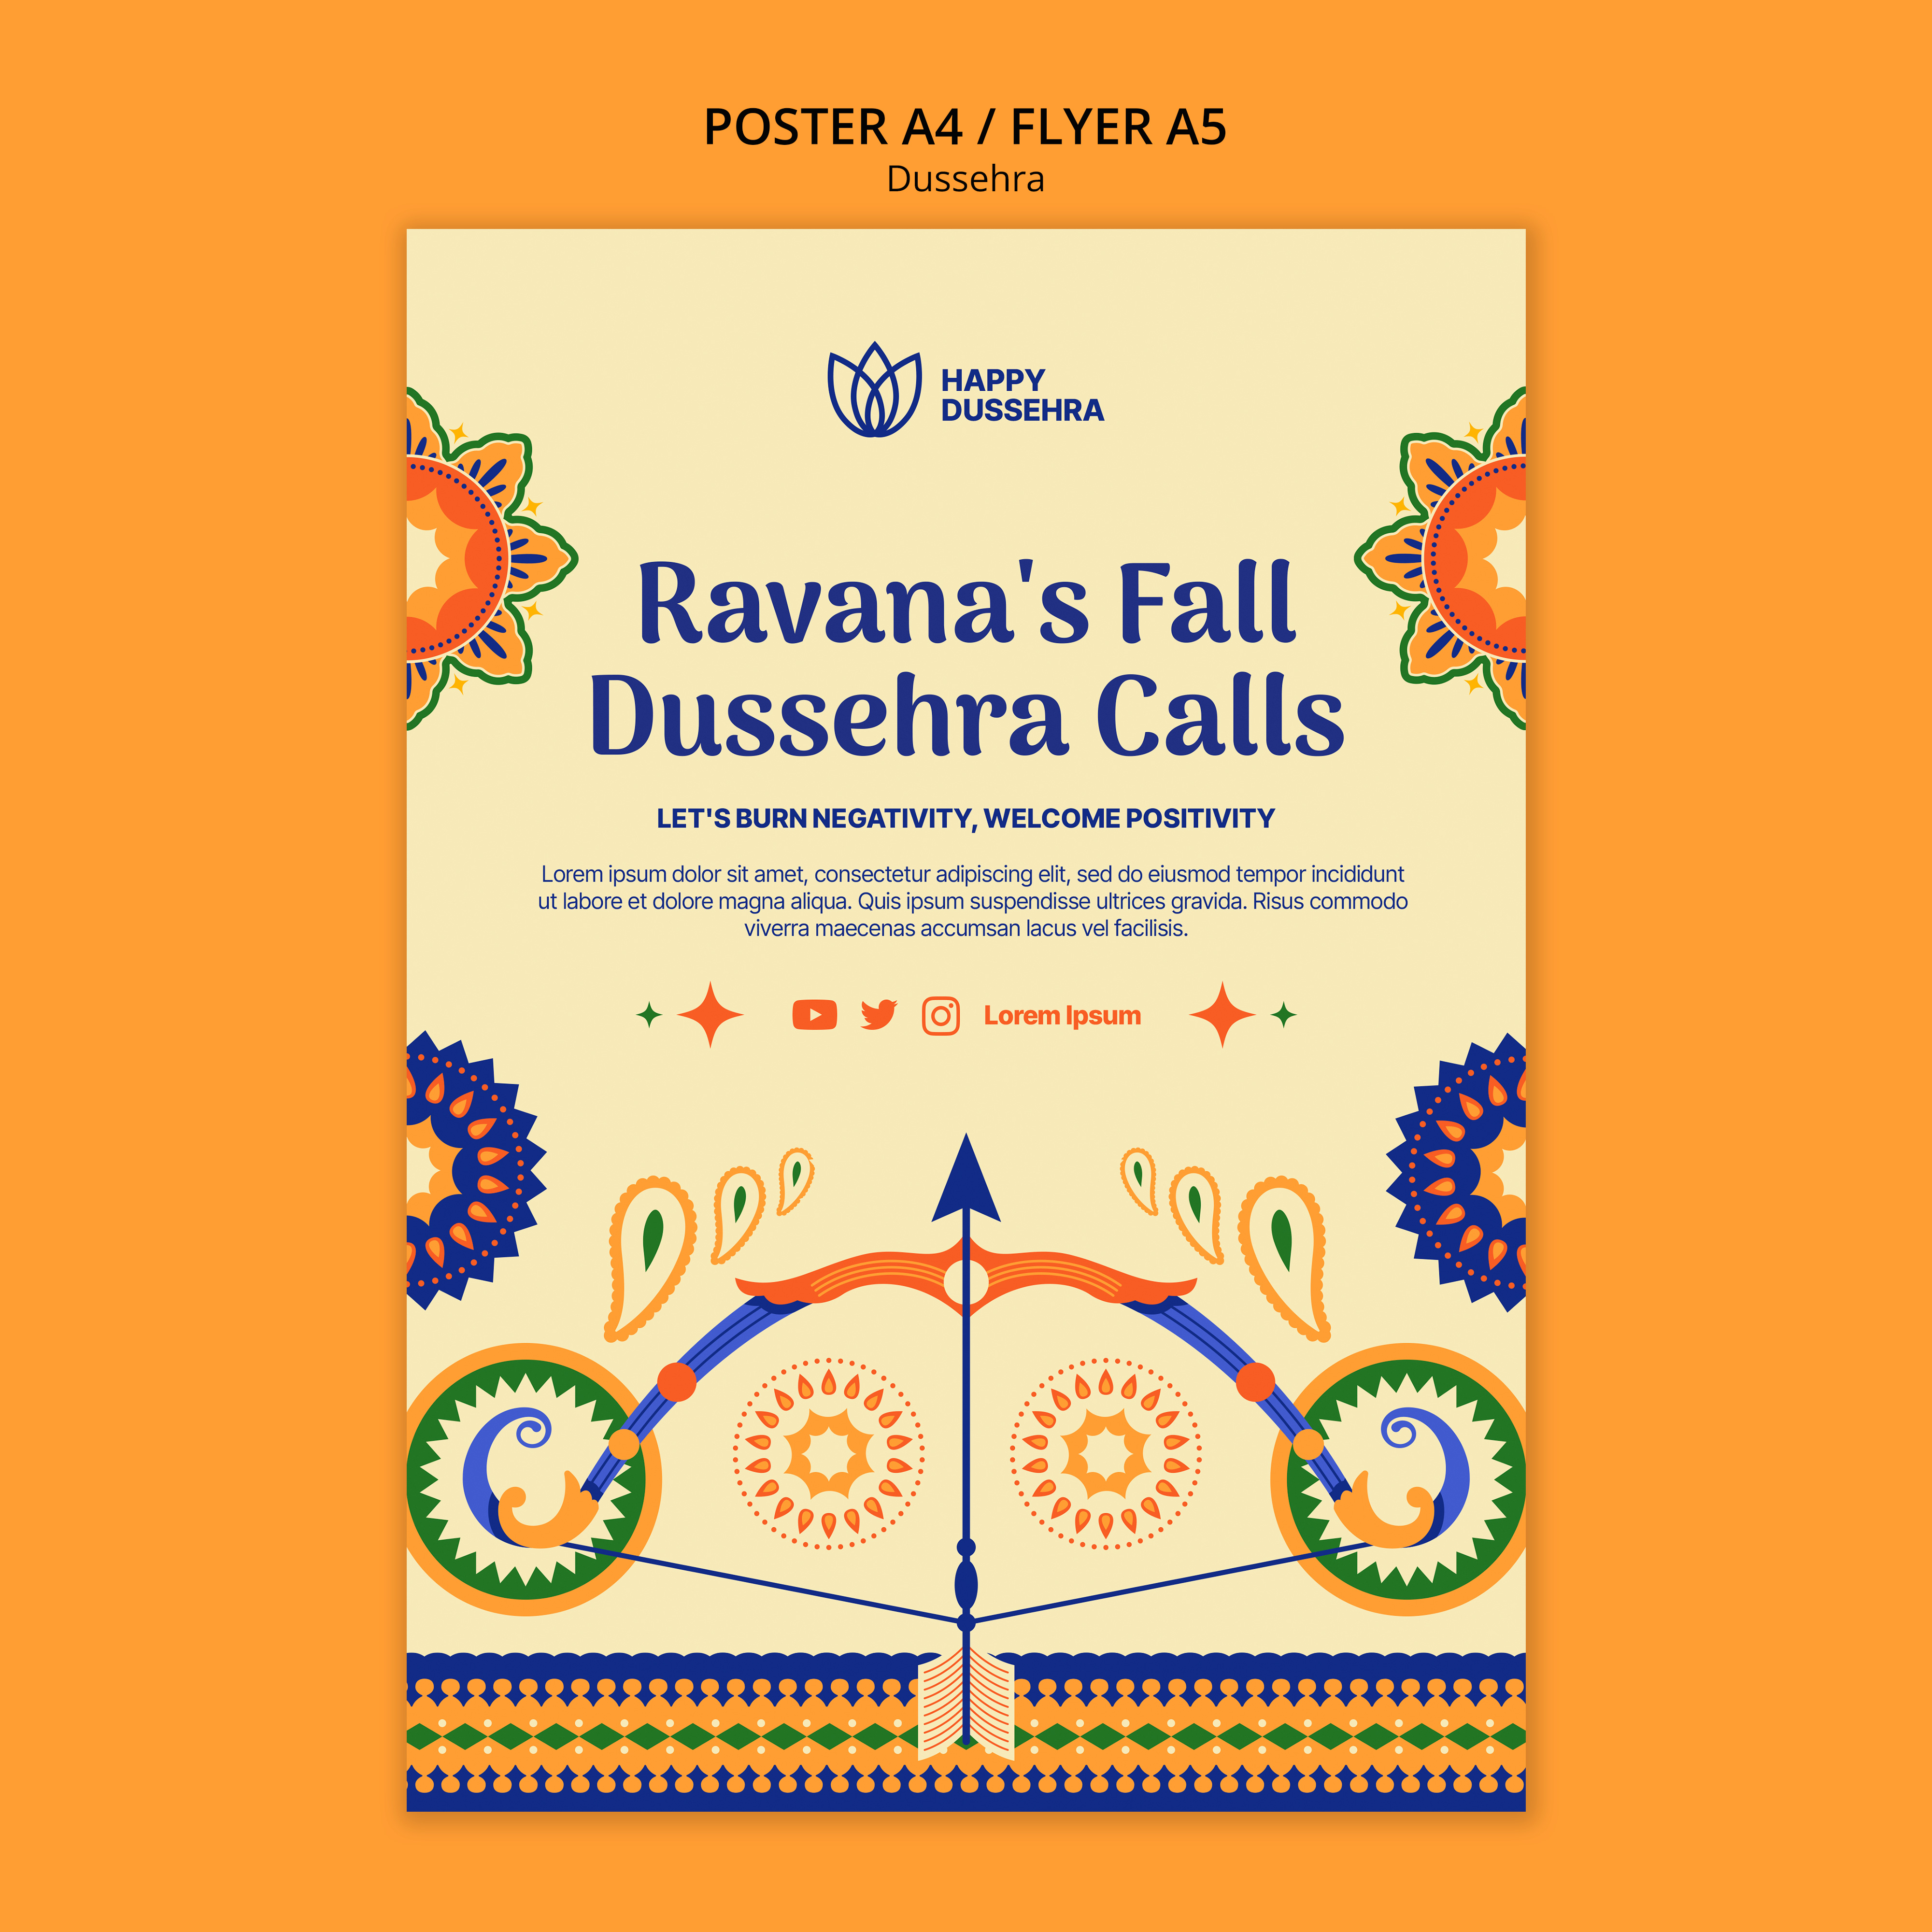 POSTER A4 / FLYER A5
Dussehra
HAPPY
DUSSEHRA
Ravana's Fall
Dussehra Calls
LET'S BURN NEGATIVITY, WELCOME POSITIVITY
Lorem ipsum dolor sit amet, consectetur adipiscing elit, sed do eiusmod tempor incididunt
ut labore et dolore magna aliqua. Quis ipsum suspendisse ultrices gravida. Risus commodo
viverra maecenas accumsan lacus vel facilisis.
Lorem Ipsum